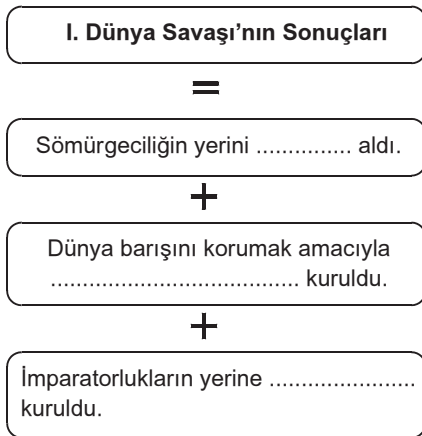 I. Dünya Savaşı’nın Sonuçları
=
Sömürgeciliğin yerini ............... aldı.
+
Dünya barışını korumak amacıyla
....................................... kuruldu.
+
İmparatorlukların yerine .......................
kuruldu.